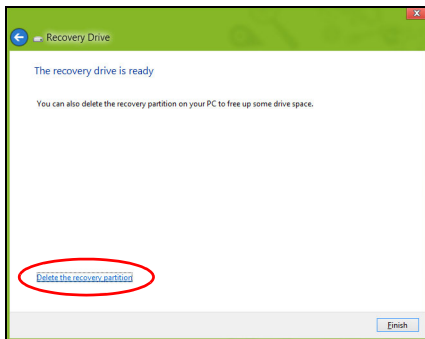 Recovery Drive
The recovery drive is ready
You can also delete the recovery partition on your PC to free up some drive space.
Delete the recovery partition
Finish